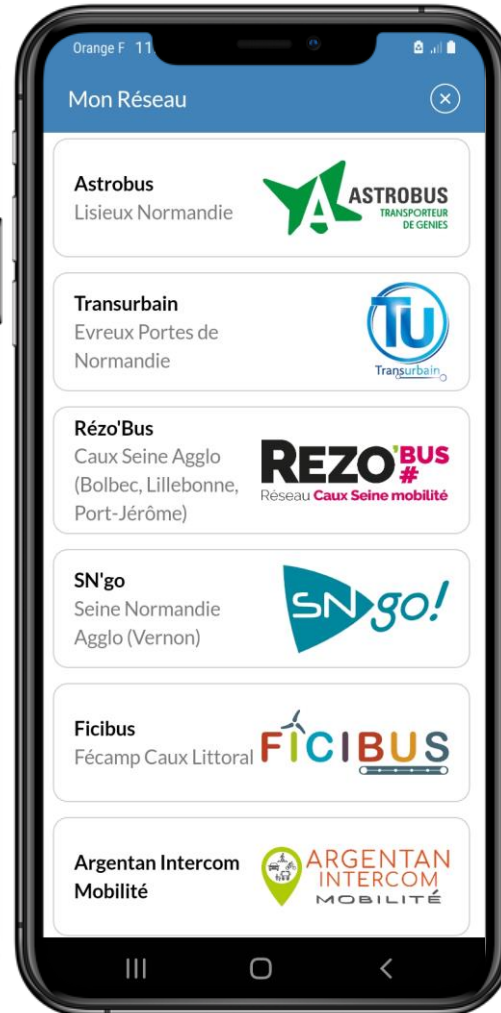 Orange F 11
Mon Réseau
Astrobus
Lisieux Normandie
A ASTROBUS
TRANSPORTEUR
DE GENIES
Transurbain
Evreux Portes de
Normandie
TU
Transurbain
Rézo'Bus
Caux Seine Agglo
(Bolbec, Lillebonne,
Port-Jérôme)
REZO'BUS
#
Réseau Caux Seine mobilité
SN'go
Seine Normandie
Agglo (Vernon)
SN go!
Ficibus
Fécamp Caux Littoral
FICIBUS
Argentan Intercom
Mobilité
ARGENTAN
INTERCOM
MOBILITÉ